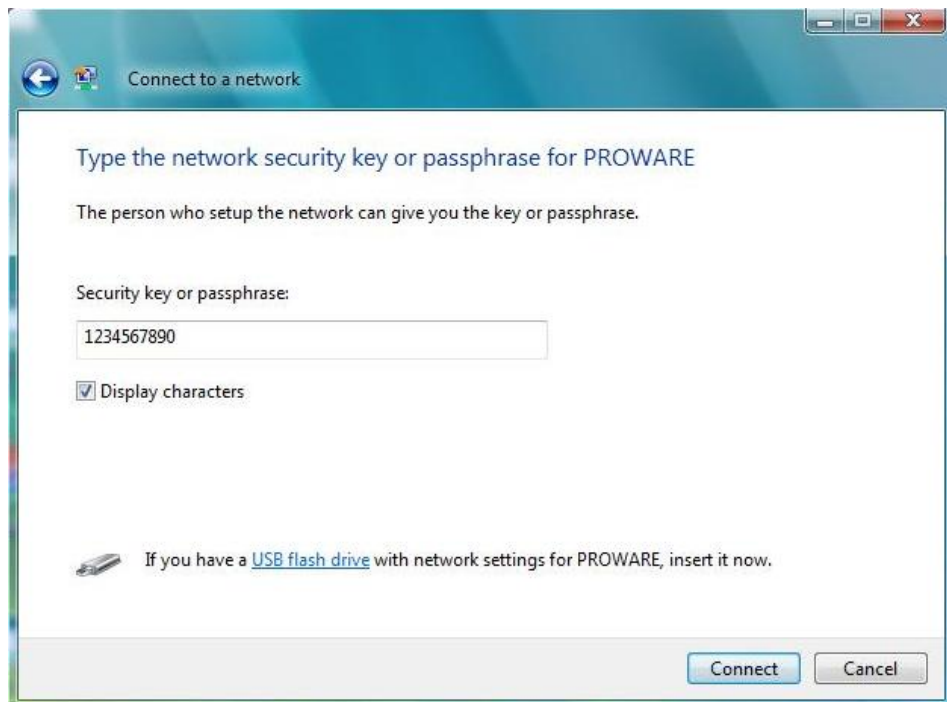 Connect to a network
Type the network security key or passphrase for PROWARE
The person who setup the network can give you the key or passphrase.
Security key or passphrase:
1234567890
Display characters
If you have a USB flash drive with network settings for PROWARE, insert it now.
Connect Cancel